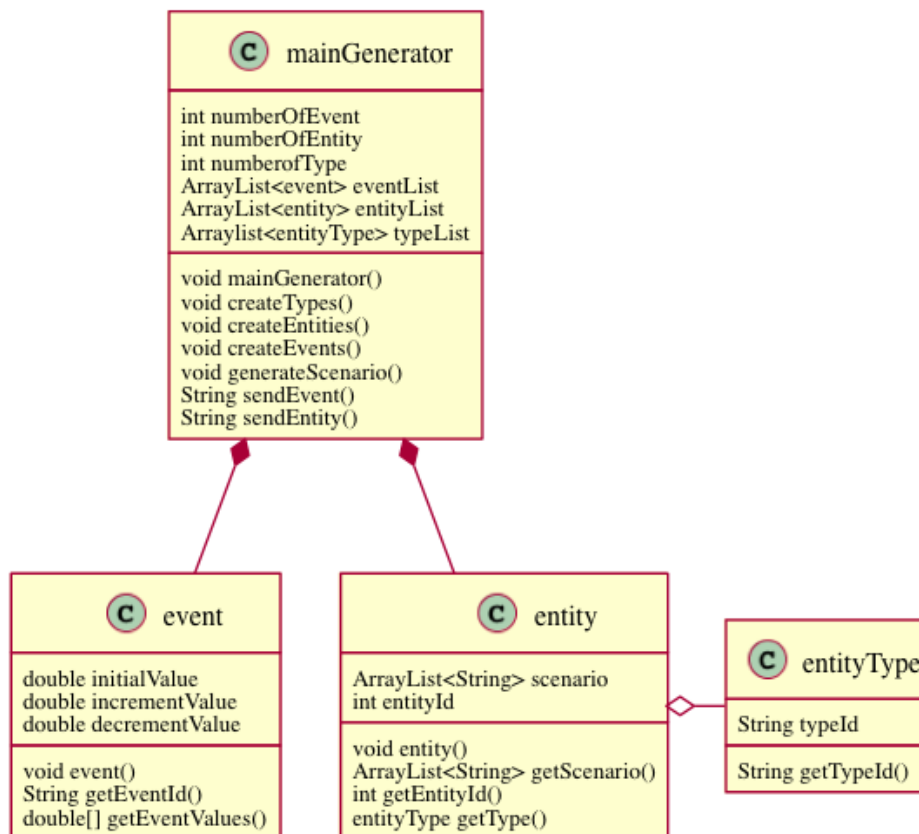 C mainGenerator
int numberOfEvent
int numberOfEntity
int numberofType
ArrayList<event> eventList
ArrayList<entity> entityList
Arraylist<entityType> typeList
void mainGenerator()
void createTypes()
void createEntities()
void createEvents()
void generateScenario()
String sendEvent()
String sendEntity()
C event
double initialValue
double incrementValue
double decrementValue
void event()
String getEventId()
double[] getEventValues()
C entity
ArrayList<String> scenario
int entityId
void entity()
ArrayList<String> getScenario()
int getEntityId()
entityType getType()
C entityType
String typeId
String getTypeId()